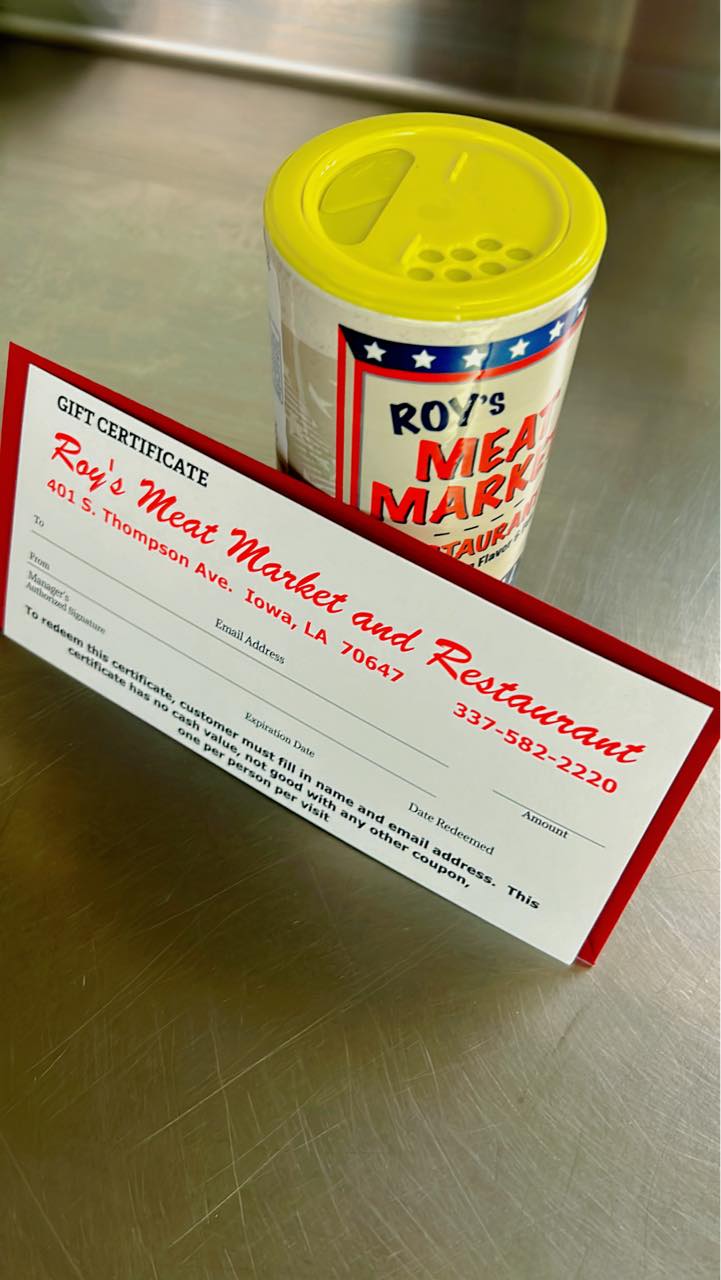 ROY'S
MEAT
GIFT CERTIFICATE
Roy's Meat Market and Restaurant
401 S. Thompson Ave. Iowa, LA 70647
337-582-2220
To
From
Email Address
Amount
Manager's
Authorized Signature
Expiration Date
Date Redeemed
To redeem this certificate, customer must fill in name and email address. This
certificate has no cash value, not good with any other coupon,
one per person per visit